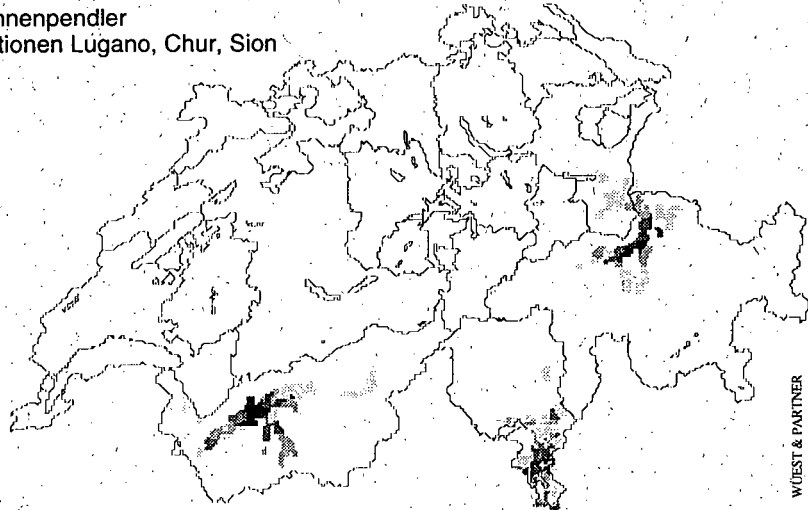 nnenpendler
tionen Lugano, Chur, Sion
WÜEST & PARTNER